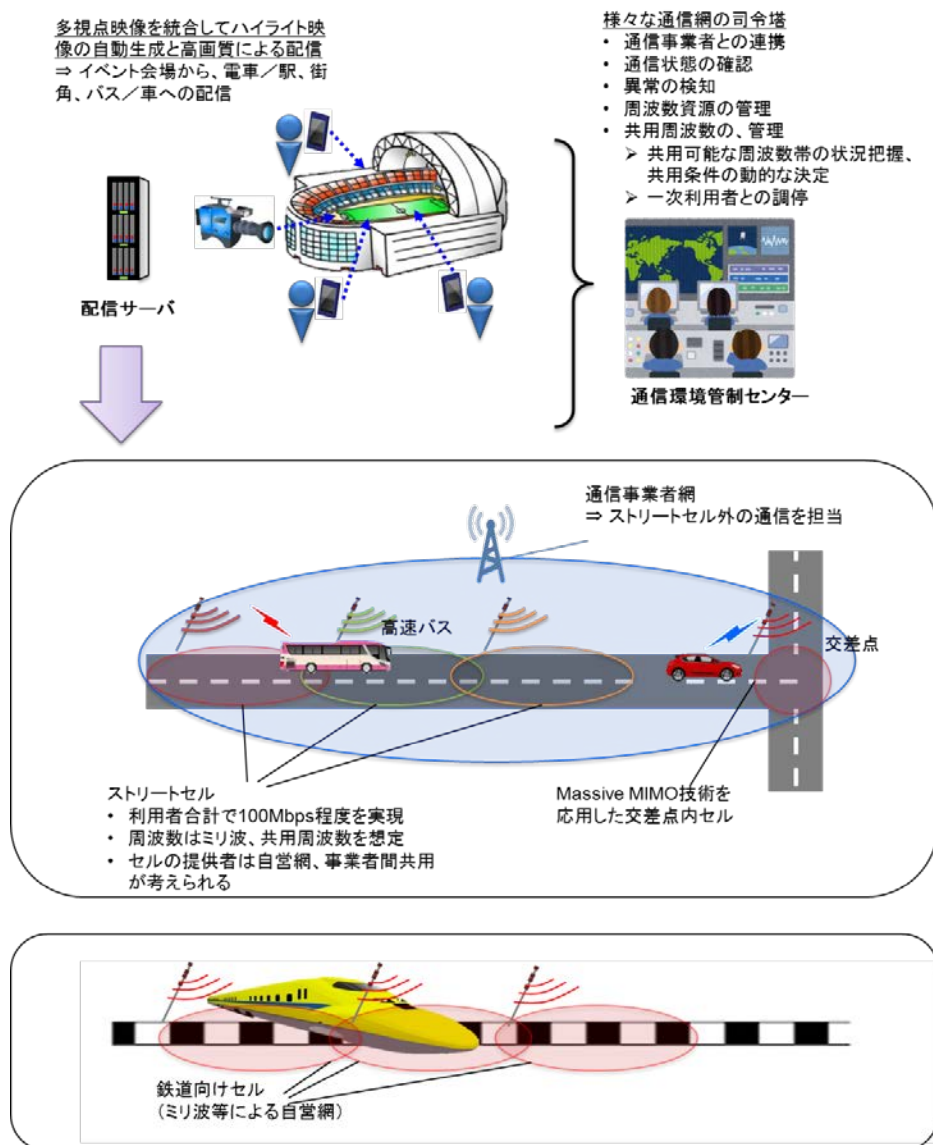 多視点映像を統合してハイライト映
像の自動生成と高画質による配信
⇒ イベント会場から、電車／駅、街
角、バス／車への配信
配信サーバ
様々な通信網の司令塔
• 通信事業者との連携
• 通信状態の確認
• 異常の検知
• 周波数資源の管理
• 共用周波数の、管理
➢ 共用可能な周波数帯の状況把握、
共用条件の動的な決定
➢ 一次利用者との調停
通信環境管制センター
通信事業者網
⇒ ストリートセル外の通信を担当
高速バス
交差点
ストリートセル
• 利用者合計で100Mbps程度を実現
• 周波数はミリ波、共用周波数を想定
• セルの提供者は自営網、事業者間共用
が考えられる
Massive MIMO技術を
応用した交差点内セル
鉄道向けセル
（ミリ波等による自営網）